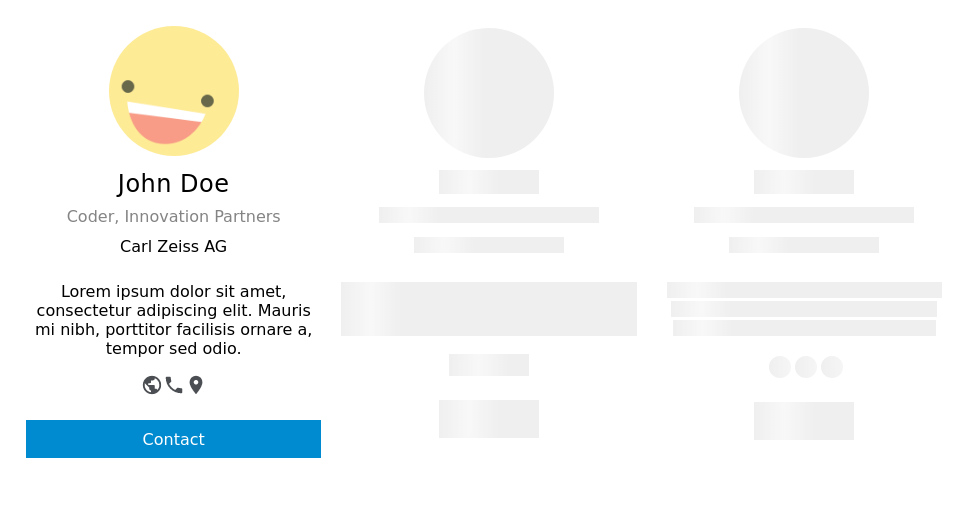 John Doe
Coder, Innovation Partners
Carl Zeiss AG
Lorem ipsum dolor sit amet,
consectetur adipiscing elit. Mauris
mi nibh, porttitor facilisis ornare a,
tempor sed odio.
Contact